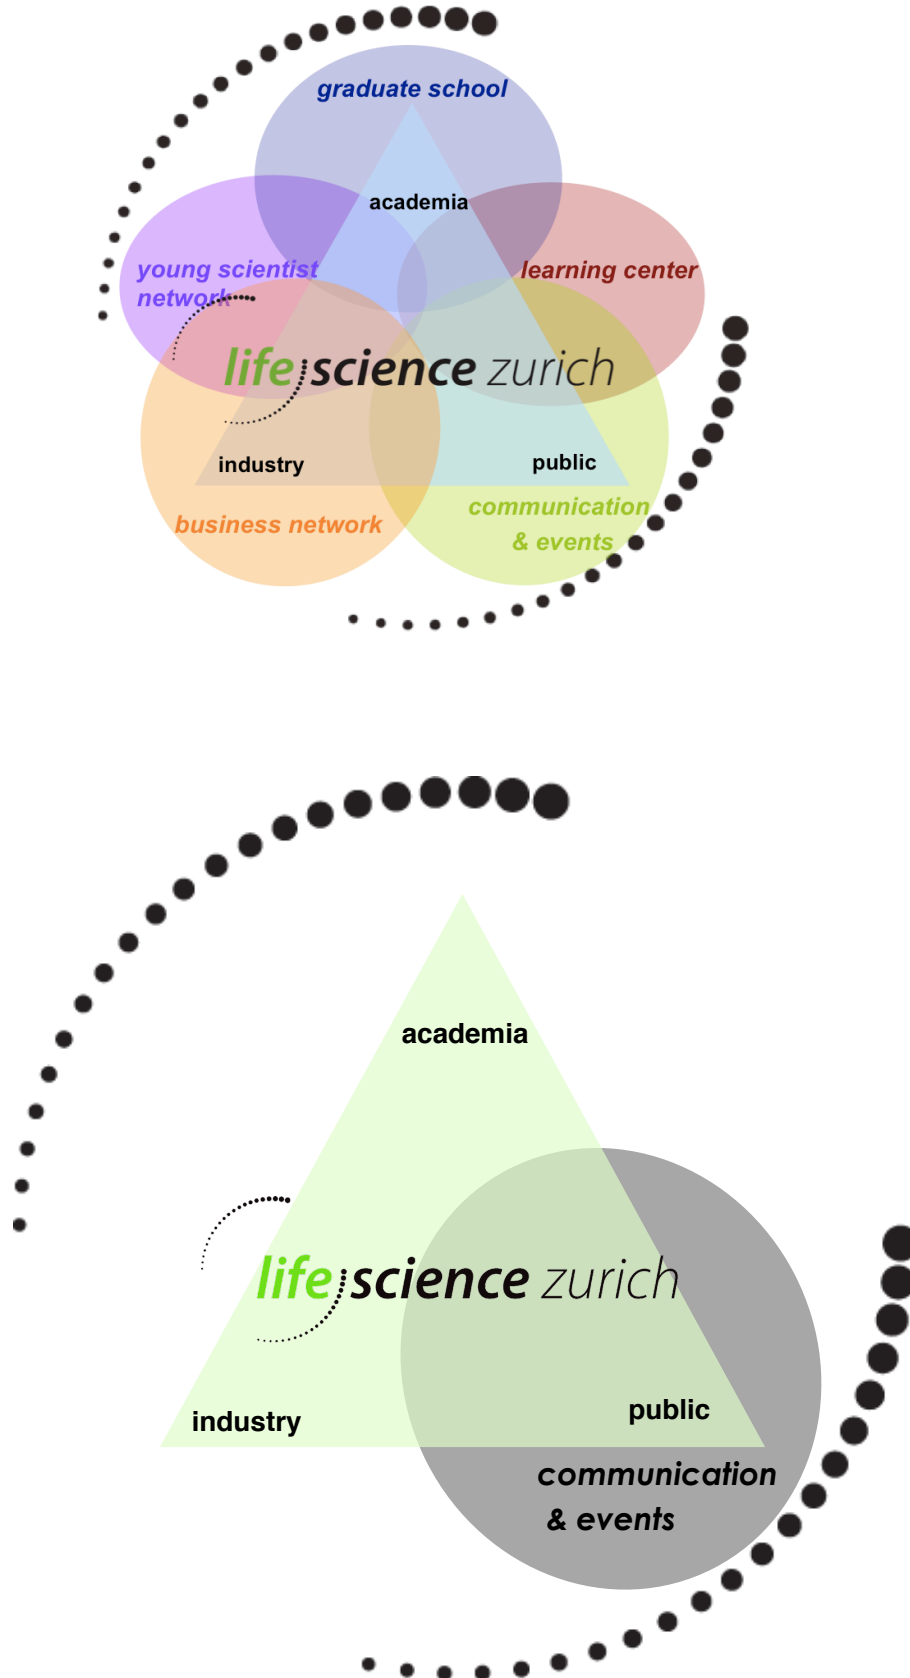 graduate school
academia
young scientist
network
learning center
life science zurich
industry
public
business network
communication
& events
academia
life science zurich
industry
public
communication
& events